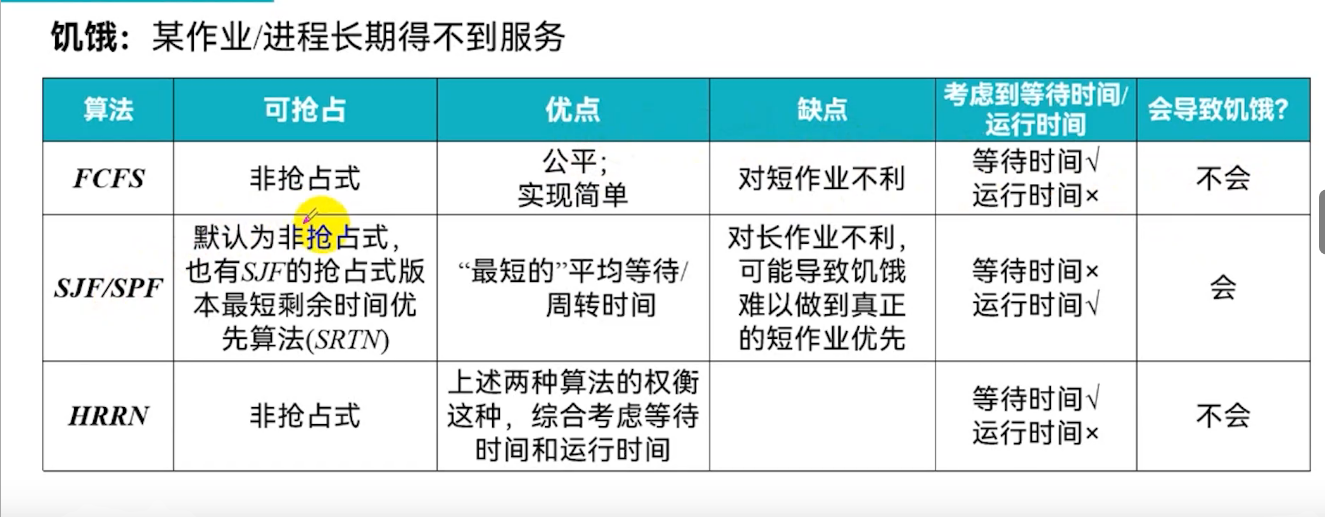 饥饿：某作业/进程长期得不到服务
算法
可抢占
优点
缺点
考虑到等待时间/
运行时间
会导致饥饿?
FCFS
非抢占式
公平；
实现简单
对短作业不利
等待时间√
运行时间×
不会
SJF/SPF
默认为非抢占式，
也有SJF的抢占式版
本最短剩余时间优
先算法(SRTN)
“最短的”平均等待/
周转时间
对长作业不利，
可能导致饥饿
难以做到真正
的短作业优先
等待时间×
运行时间√
会
HRRN
非抢占式
上述两种算法的权衡
这种，综合考虑等待
时间和运行时间
等待时间√
运行时间×
不会